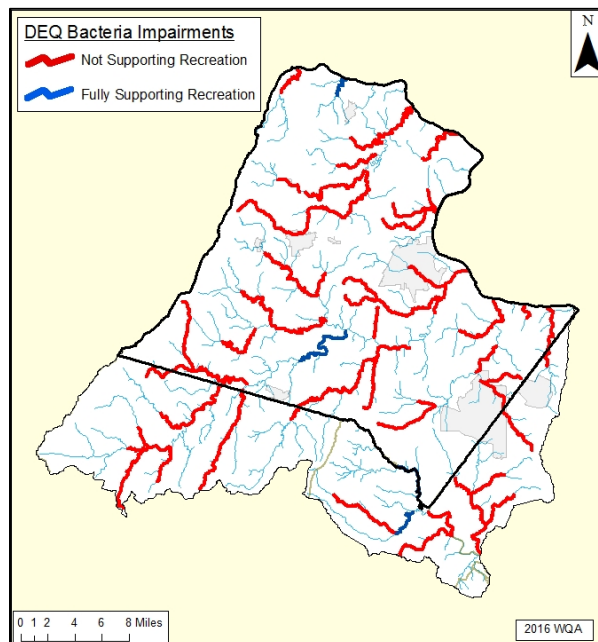 DEQ Bacteria Impairments
Not Supporting Recreation
Fully Supporting Recreation
N
0 1 2 4 6 8 Miles
2016 WQA